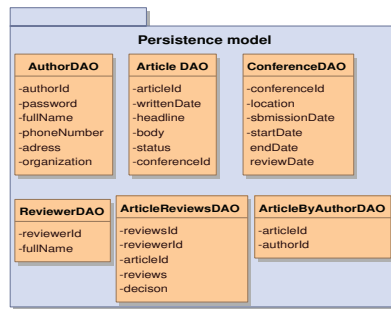 Persistence model
AuthorDAO
-authorId
-password
-fullName
-phoneNumber
-adress
-organization
Article DAO
-articleId
-writtenDate
-headline
-body
-status
-conferenceId
ConferenceDAO
-conferenceId
-location
-sbmissionDate
-startDate
endDate
reviewDate
ReviewerDAO
-reviewerId
-fullName
ArticleReviewsDAO
-reviewsId
-reviewerId
-articleId
-reviews
-decison
ArticleByAuthorDAO
-articleId
-authorId